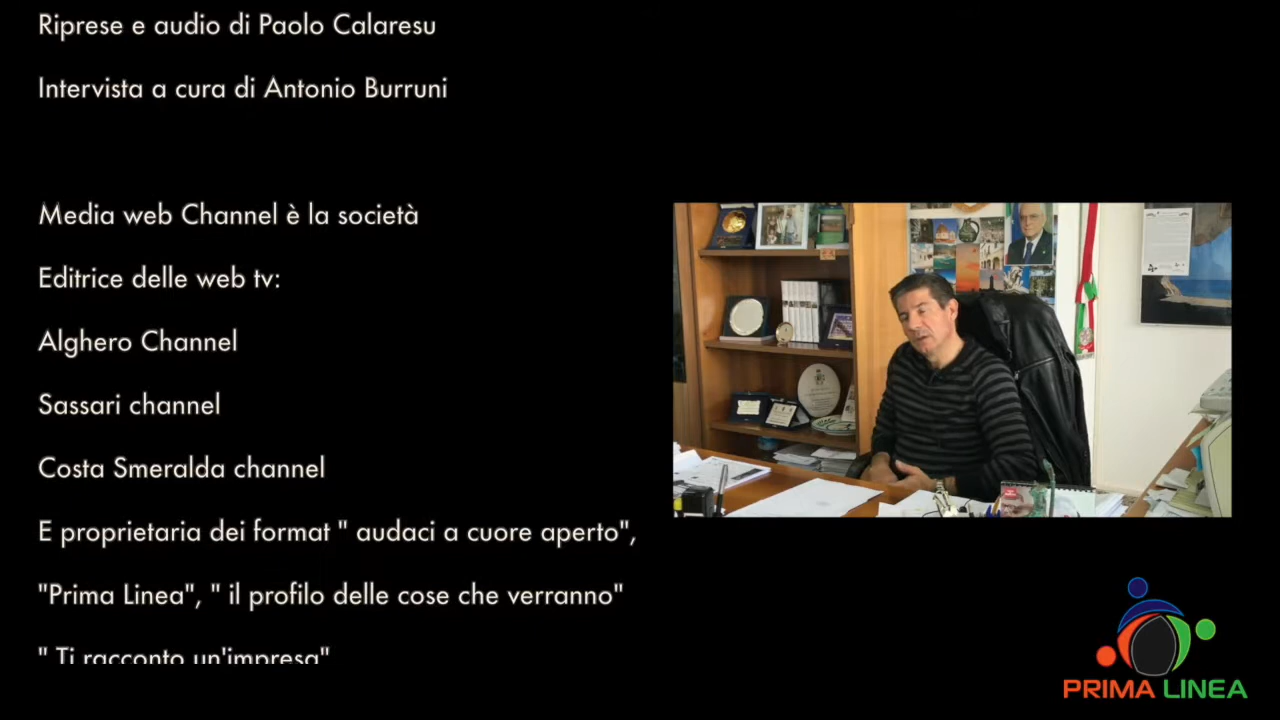 Riprese e audio di Paolo Calaresu
Intervista a cura di Antonio Burruni
Media web Channel è la società
Editrice delle web tv:
Alghero Channel
Sassari channel
Costa Smeralda channel
E proprietaria dei format " audaci a cuore aperto",
"Prima Linea", " il profilo delle cose che verranno"
" Ti racconto un'impresa"
PRIMA LINEA